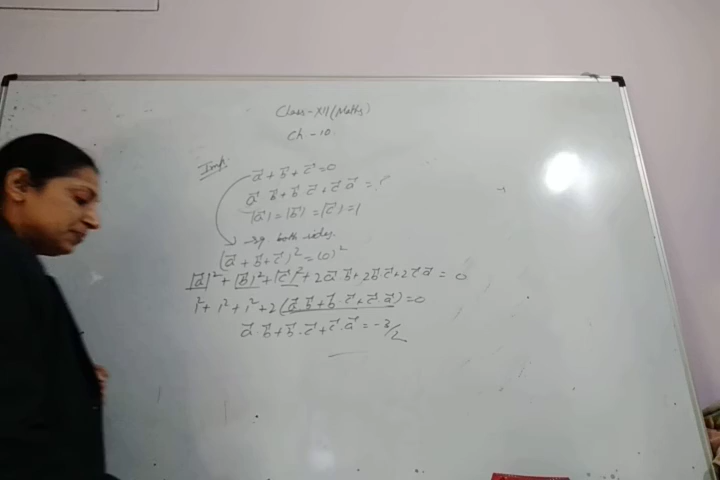 Class-XII (Maths)
Ch-10.
Imp:
a⃗ + b⃗ + c⃗ = 0
a⃗ . b⃗ + b⃗ . c⃗ + c⃗ . a⃗ = ?
|a⃗| = |b⃗| = |c⃗| = 1
sq both sides.
(a⃗ + b⃗ + c⃗)² = (0)²
|a⃗|² + |b⃗|² + |c⃗|² + 2a⃗ b⃗ + 2b⃗ c⃗ + 2c⃗ a⃗ = 0
1² + 1² + 1² + 2(a⃗ . b⃗ + b⃗ . c⃗ + c⃗ . a⃗) = 0
a⃗ . b⃗ + b⃗ . c⃗ + c⃗ . a⃗ = -3/2